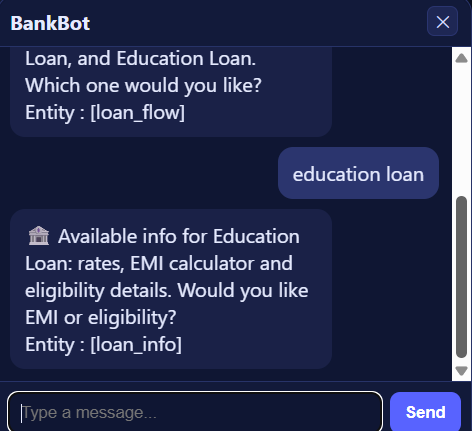 BankBot
Loan, and Education Loan.
Which one would you like?
Entity : [loan_flow]
education loan
🏛️ Available info for Education
Loan: rates, EMI calculator and
eligibility details. Would you like
EMI or eligibility?
Entity : [loan_info]
Type a message...
Send